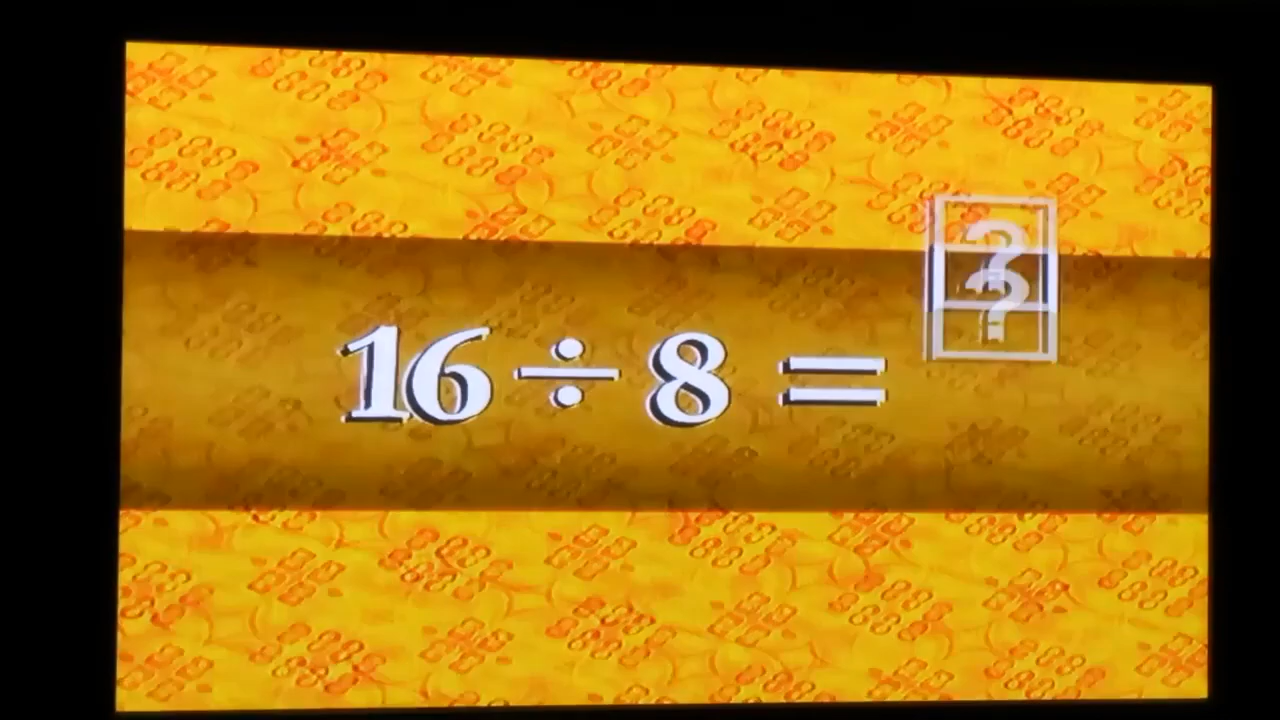 16 ÷ 8 = ?